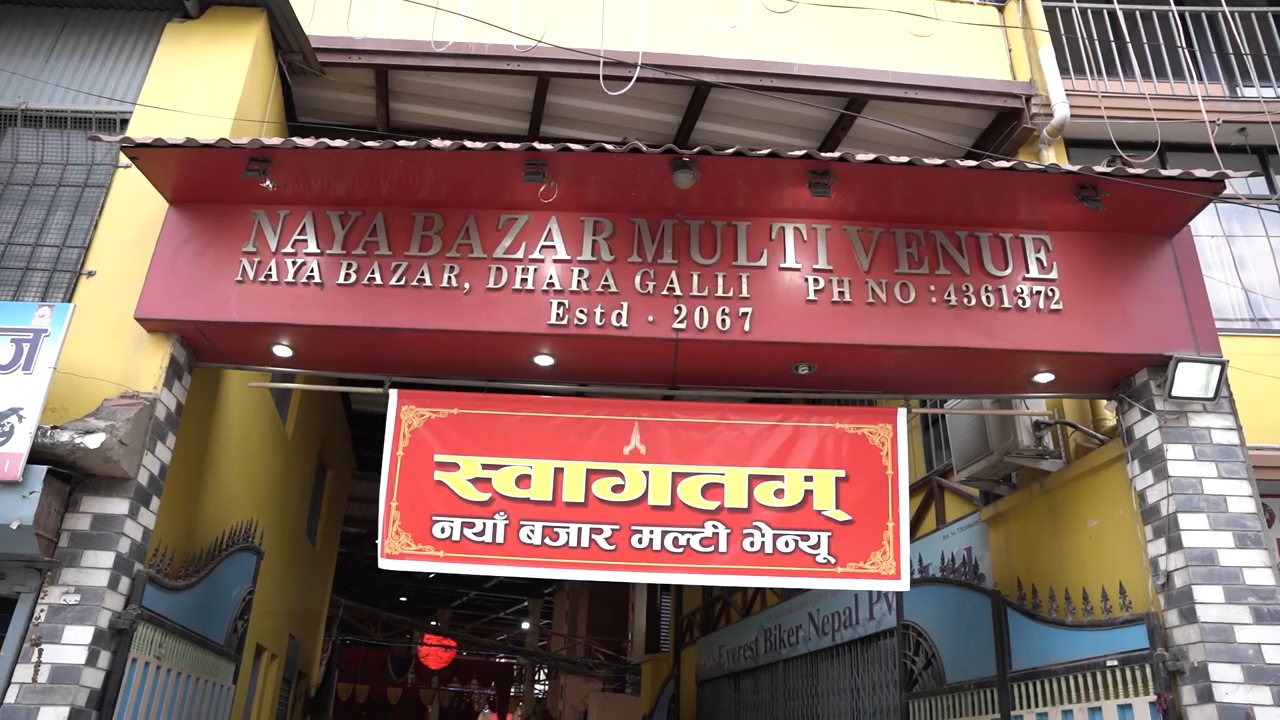 NAYA BAZAR MULTI VENUE
NAYA BAZAR, DHARA GALLI PH NO : 4361372
Estd · 2067
ज
स्वागतम्
नयाँ बजार मल्टी भेन्यू
Everest Biker Nepal Pv